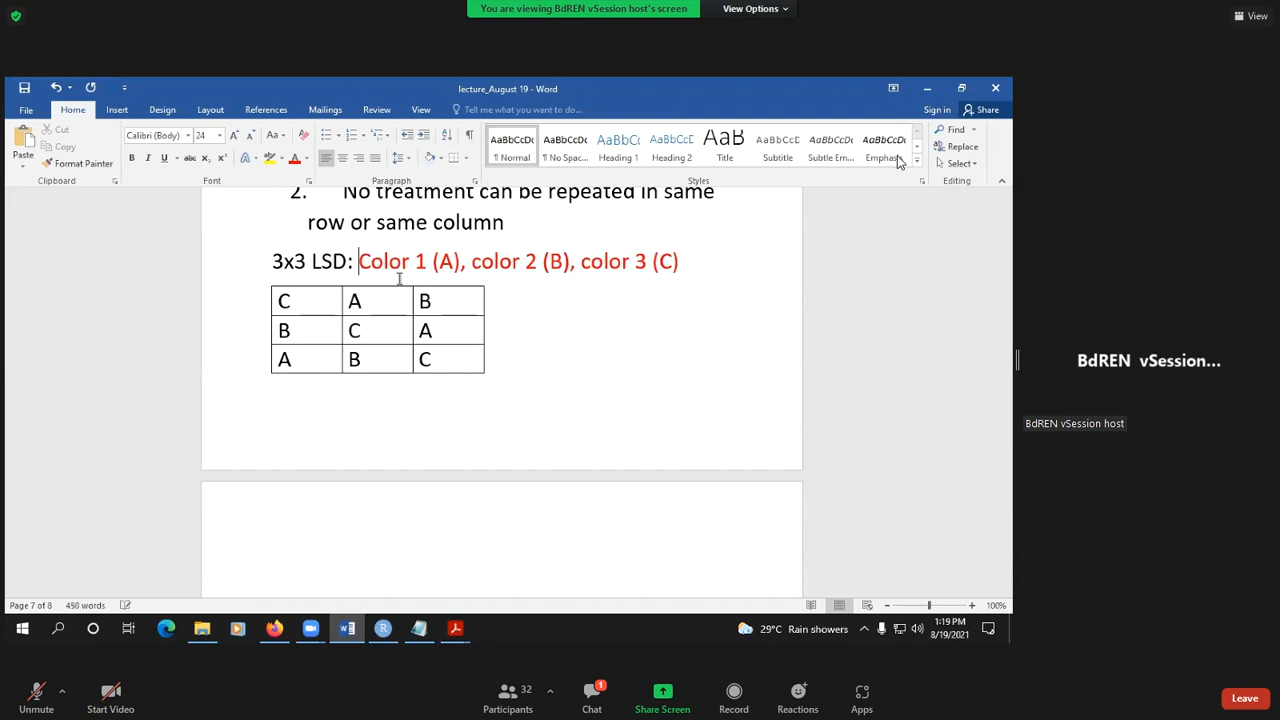 You are viewing BdREN vSession host's screen
View Options
View
lecture_August 19 - Word
File Home Insert Design Layout References Mailings Review View Tell me what you want to do... Sign in Share
Paste
Cut
Copy
Format Painter
Clipboard
Calibri (Body) 24
Font
Paragraph
AaBbCcDc AaBbCcDc AaBbCc AaBbCcE AaB AaBbCcD AaBbCcDc AaBbCcDc
¶ Normal ¶ No Spac... Heading 1 Heading 2 Title Subtitle Subtle Em... Emphasis
Styles
Find
Replace
Select
Editing
2. No treatment can be repeated in same
row or same column
3x3 LSD: Color 1 (A), color 2 (B), color 3 (C)
C A B
B C A
A B C
BdREN vSession...
BdREN vSession host
Page 7 of 8 450 words 100%
29°C Rain showers
1:19 PM
8/19/2021
Unmute
Start Video
32
Participants
1
Chat
Share Screen
Record
Reactions
Apps
Leave